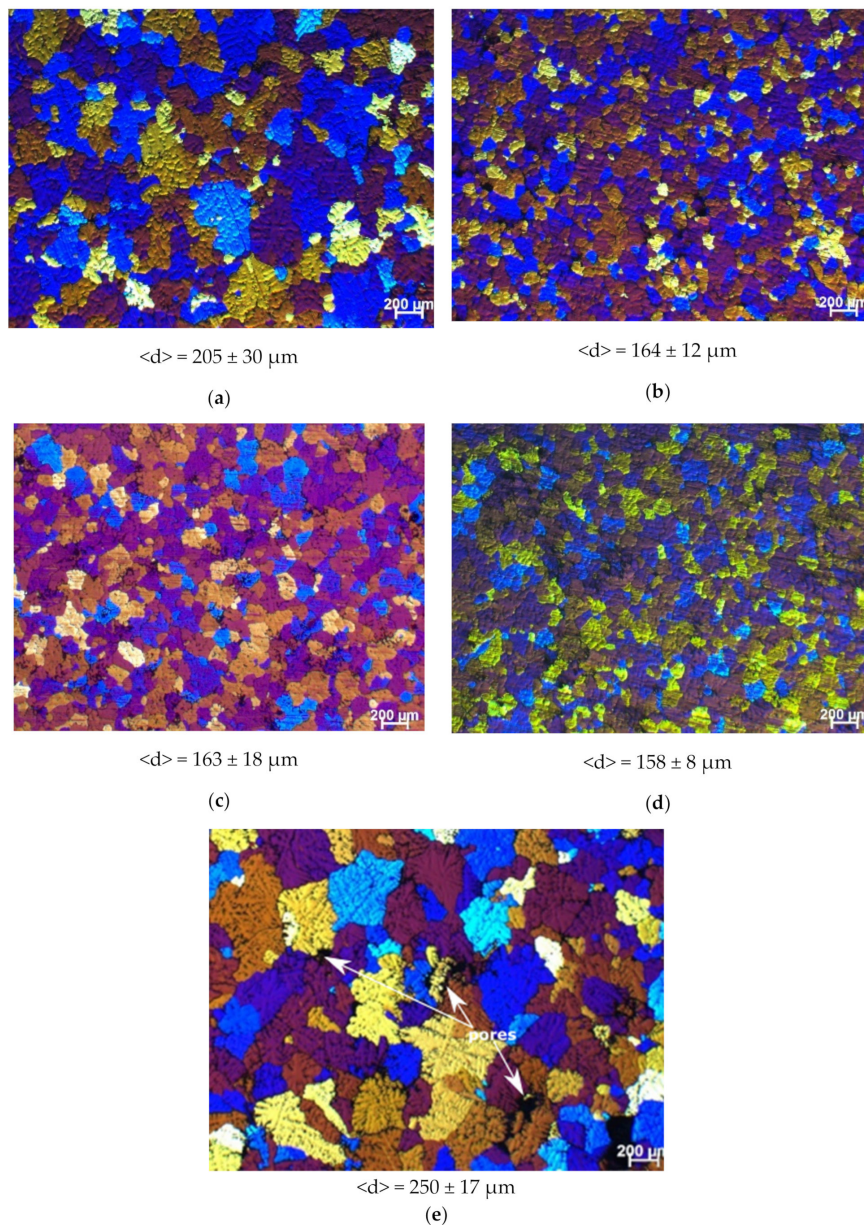 200 µm
200 µm
<d> = 205 ± 30 µm
<d> = 164 ± 12 µm
(a)
(b)
200 µm
200 µm
<d> = 163 ± 18 µm
<d> = 158 ± 8 µm
(c)
(d)
pores
200 µm
<d> = 250 ± 17 µm
(e)